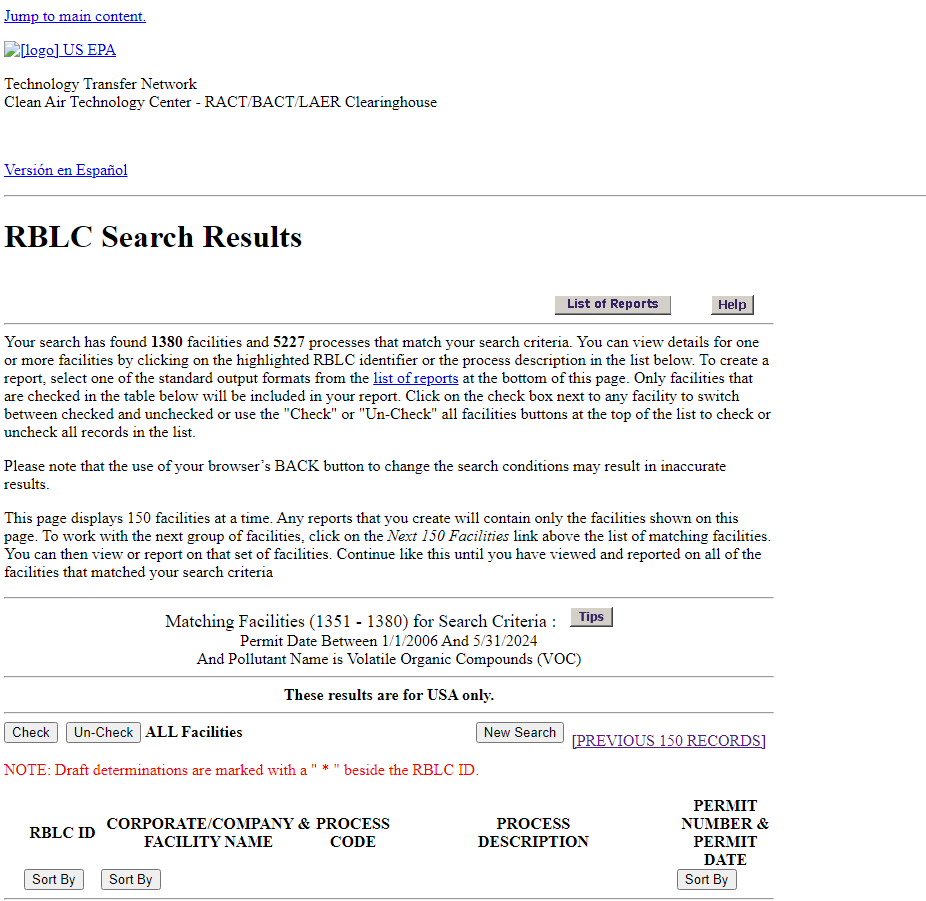 Jump to main content.
[logo] US EPA
Technology Transfer Network
Clean Air Technology Center - RACT/BACT/LAER Clearinghouse
Versión en Español
RBLC Search Results
List of Reports Help
Your search has found 1380 facilities and 5227 processes that match your search criteria. You can view details for one
or more facilities by clicking on the highlighted RBLC identifier or the process description in the list below. To create a
report, select one of the standard output formats from the list of reports at the bottom of this page. Only facilities that
are checked in the table below will be included in your report. Click on the check box next to any facility to switch
between checked and unchecked or use the "Check" or "Un-Check" all facilities buttons at the top of the list to check or
uncheck all records in the list.
Please note that the use of your browser’s BACK button to change the search conditions may result in inaccurate
results.
This page displays 150 facilities at a time. Any reports that you create will contain only the facilities shown on this
page. To work with the next group of facilities, click on the Next 150 Facilities link above the list of matching facilities.
You can then view or report on that set of facilities. Continue like this until you have viewed and reported on all of the
facilities that matched your search criteria
Matching Facilities (1351 - 1380) for Search Criteria : Tips
Permit Date Between 1/1/2006 And 5/31/2024
And Pollutant Name is Volatile Organic Compounds (VOC)
These results are for USA only.
Check Un-Check ALL Facilities New Search [PREVIOUS 150 RECORDS]
NOTE: Draft determinations are marked with a " * " beside the RBLC ID.
RBLC ID
CORPORATE/COMPANY &
FACILITY NAME
PROCESS
CODE
PROCESS
DESCRIPTION
PERMIT
NUMBER &
PERMIT
DATE
Sort By Sort By Sort By